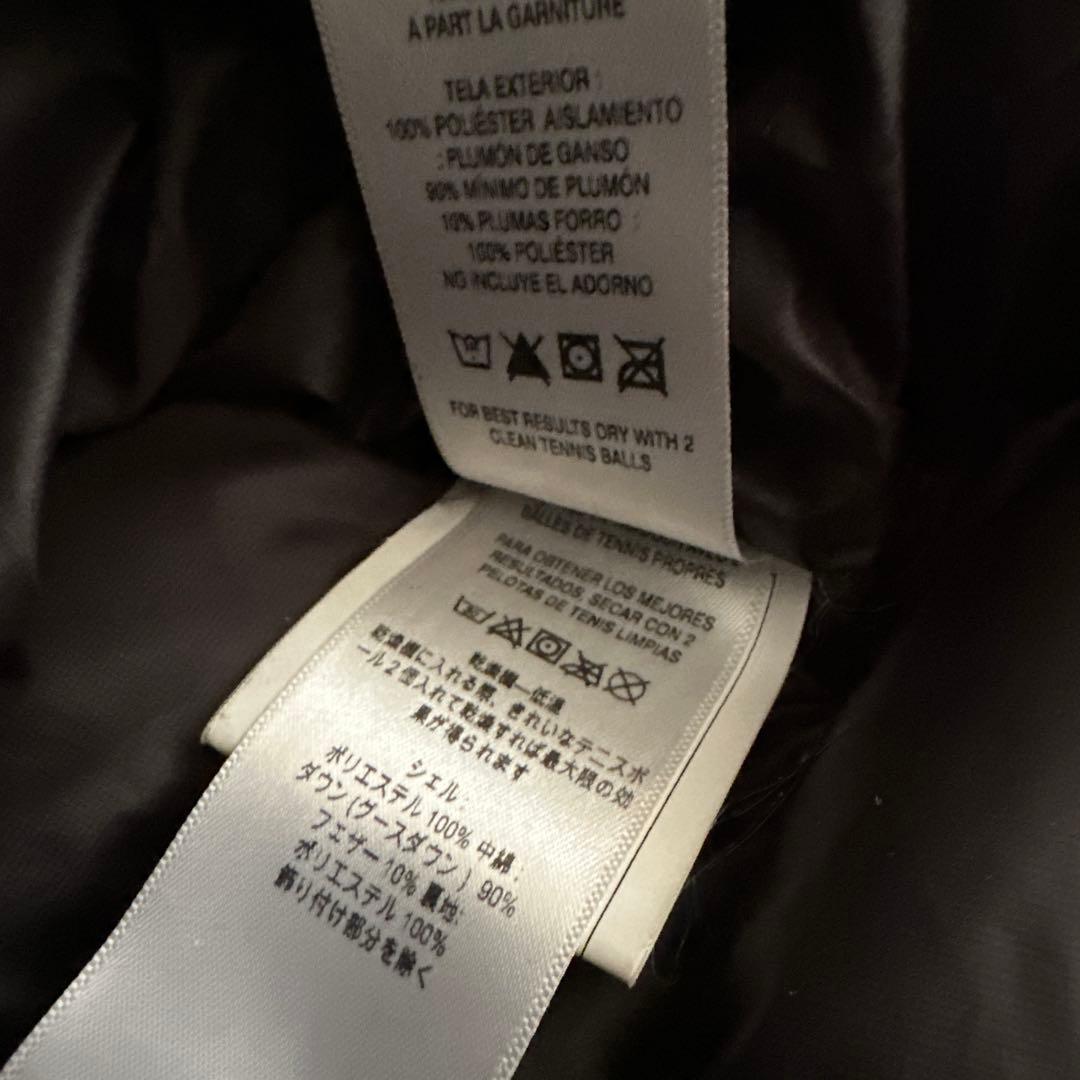 A PART LA GARNITURE
TELA EXTERIOR :
100% POLIÉSTER AISLAMIENTO
: PLUMÓN DE GANSO
90% MÍNIMO DE PLUMÓN
10% PLUMAS FORRO :
100% POLIÉSTER
NO INCLUYE EL ADORNO
FOR BEST RESULTS DRY WITH 2
CLEAN TENNIS BALLS
BALLES DE TENNIS PROPRES
PARA OBTENER LOS MEJORES
RESULTADOS, SECAR CON 2
PELOTAS DE TENIS LIMPIAS
乾燥機—低温
乾燥機に入れる際、きれいなテニスボ
ール2個入れて乾燥すれば最大限の効
果が得られます
シェル:
ポリエステル 100% 中綿:
ダウン (グースダウン) 90%
フェザー 10% 裏地:
ポリエステル 100%
飾り付け部分を除く